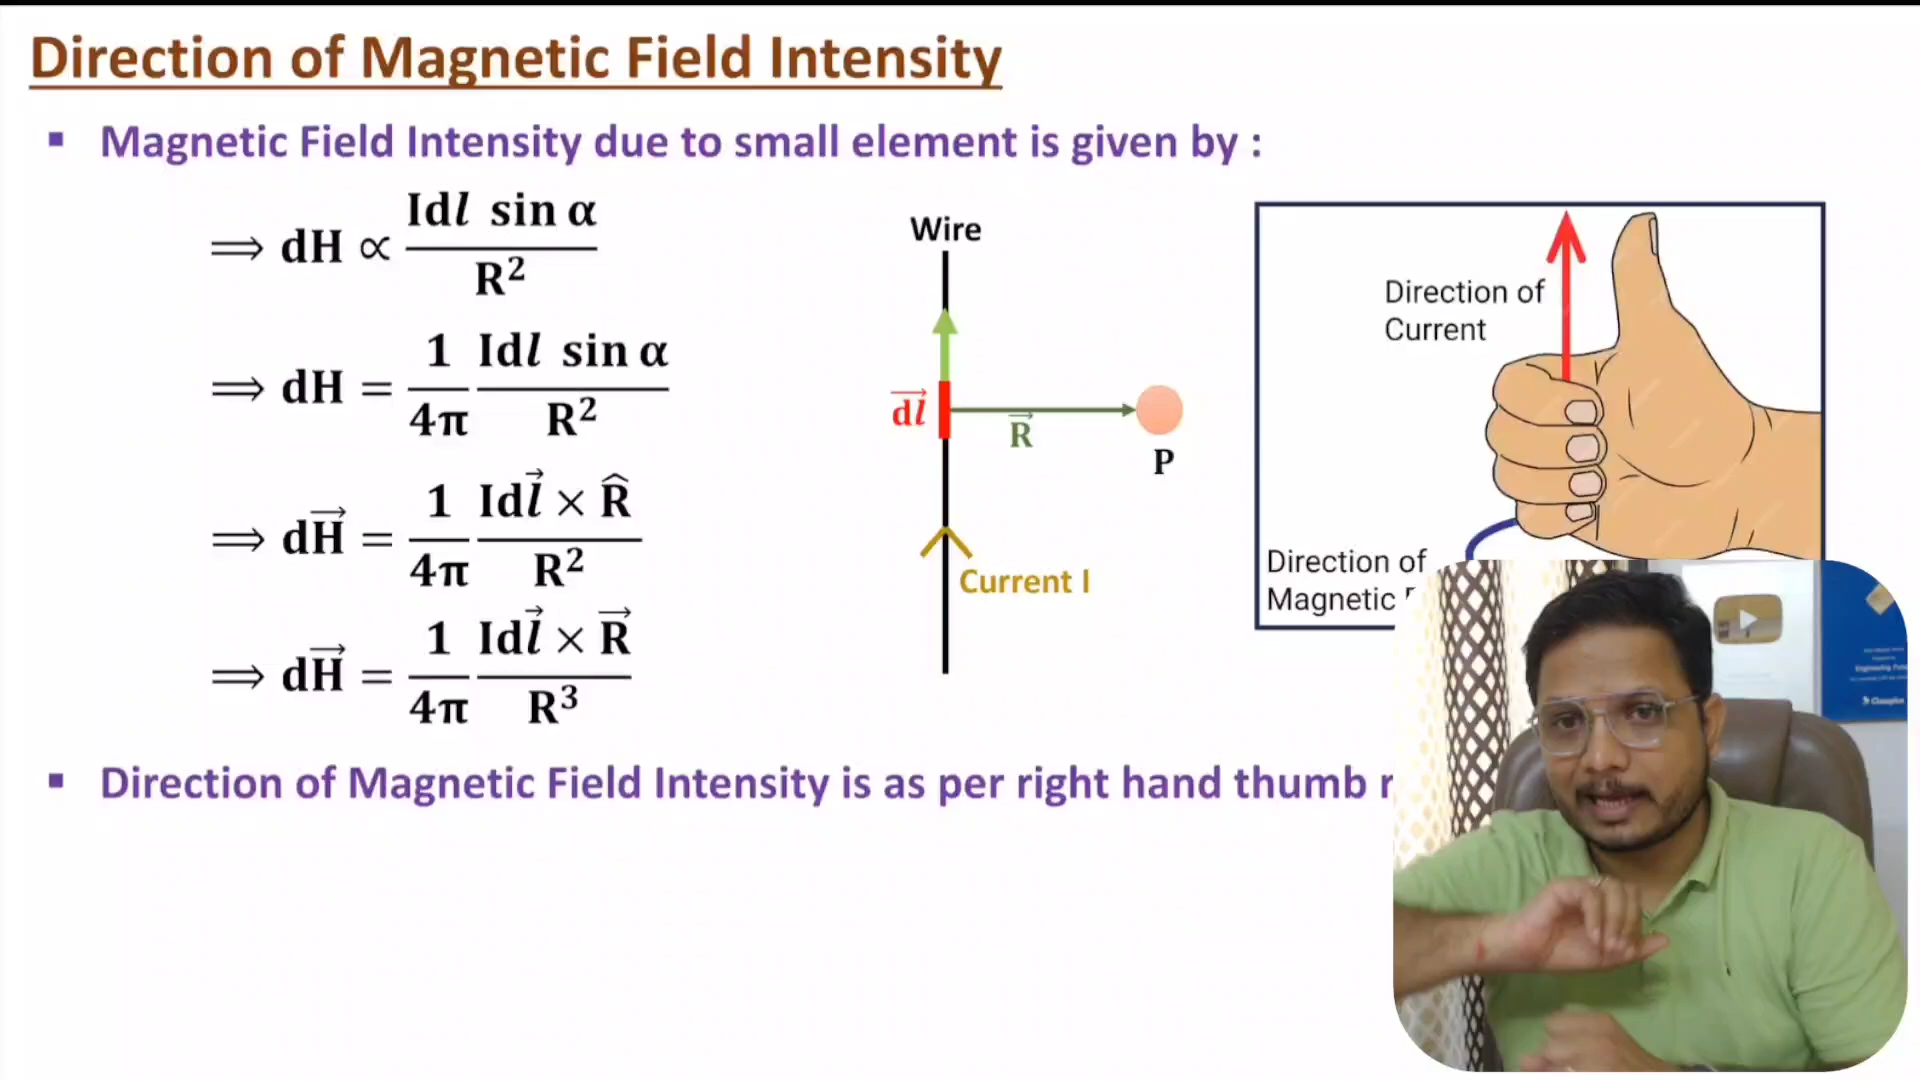 Direction of Magnetic Field Intensity
▪ Magnetic Field Intensity due to small element is given by :
⟹ dH ∝ Idl sin α / R²
⟹ dH = 1/4π Idl sin α / R²
⟹ dH⃗ = 1/4π Idl⃗ × R̂ / R²
⟹ dH⃗ = 1/4π Idl⃗ × R⃗ / R³
Wire
dl⃗
R⃗
P
Current I
Direction of
Current
Direction of
Magnetic
▪ Direction of Magnetic Field Intensity is as per right hand thumb